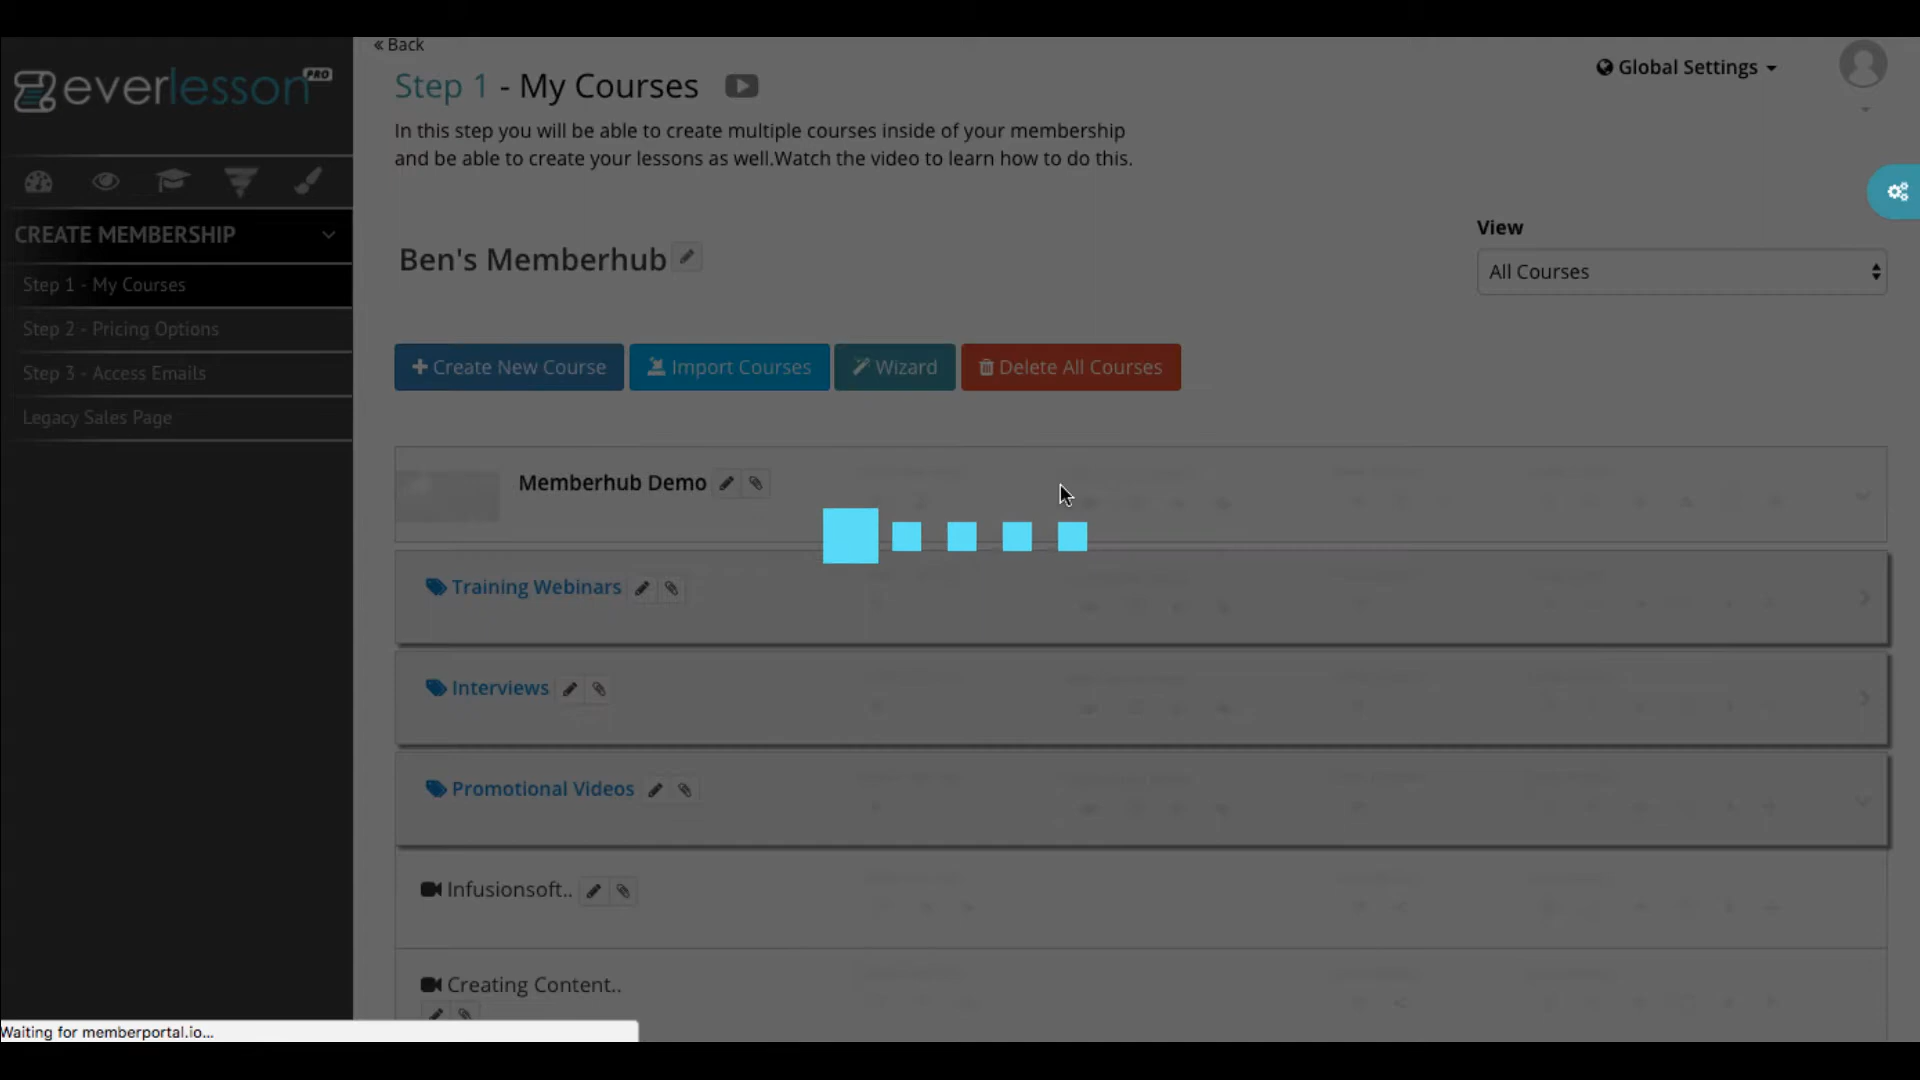 « Back
everlesson PRO
Step 1 - My Courses
Global Settings
In this step you will be able to create multiple courses inside of your membership
and be able to create your lessons as well.Watch the video to learn how to do this.
CREATE MEMBERSHIP
Step 1 - My Courses
Step 2 - Pricing Options
Step 3 - Access Emails
Legacy Sales Page
View
Ben's Memberhub
All Courses
Create New Course
Import Courses
Wizard
Delete All Courses
Memberhub Demo
Training Webinars
Interviews
Promotional Videos
Infusionsoft..
Creating Content..
Waiting for memberportal.io...